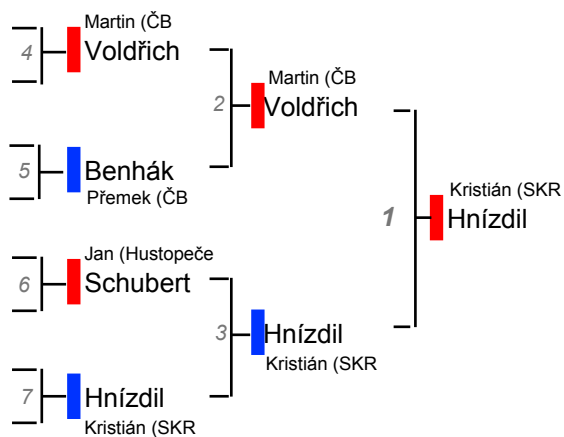 Martin (ČB
4
Voldřich
Martin (ČB
2
Voldřich
5
Benhák
Přemek (ČB
Kristián (SKR
1
Hnízdil
Jan (Hustopeče
6
Schubert
3
Hnízdil
Kristián (SKR
7
Hnízdil
Kristián (SKR